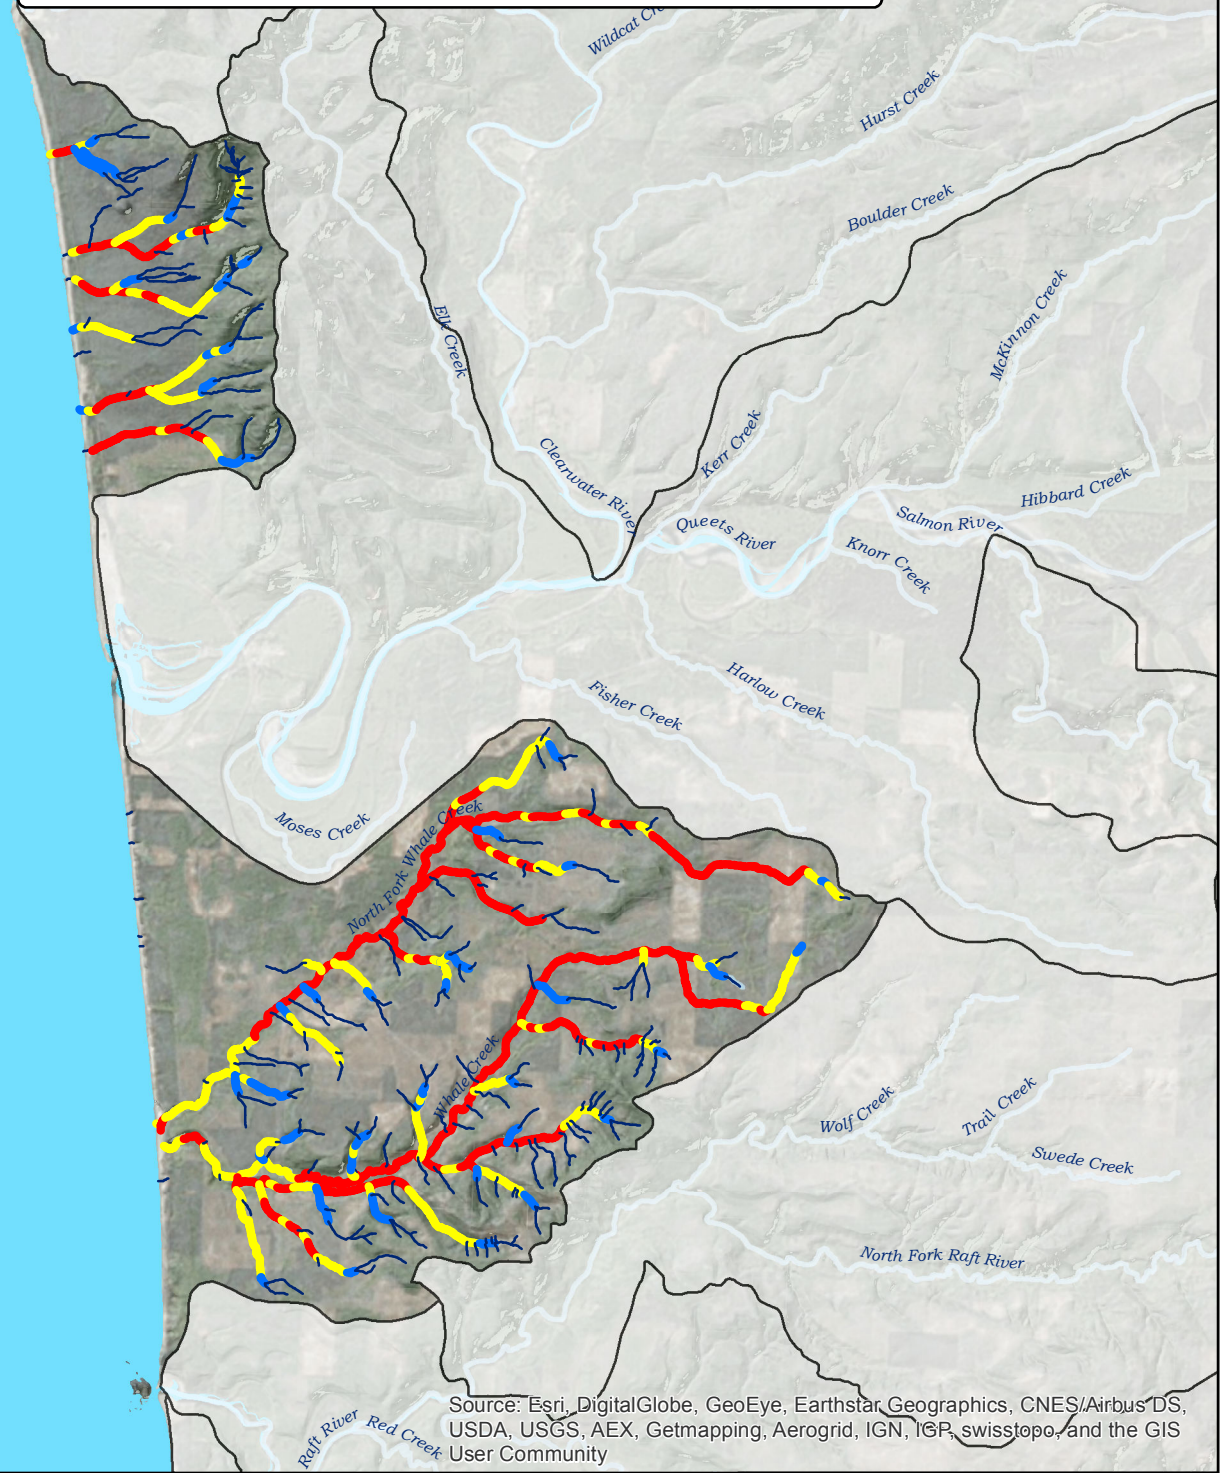 Wildcat
Hurst Creek
Boulder Creek
McKinnon Creek
Elk Creek
Kerr Creek
Clearwater River
Hibbard Creek
Queets River
Salmon River
Knorr Creek
Harlow Creek
Fisher Creek
Moses Creek
North Fork Whale Creek
Whale Creek
Wolf Creek
Trail Creek
Swede Creek
North Fork Raft River
Raft River
Red Creek
Source: Esri, DigitalGlobe, GeoEye, Earthstar Geographics, CNES/Airbus DS,
USDA, USGS, AEX, Getmapping, Aerogrid, IGN, IGP, swisstopo, and the GIS
User Community